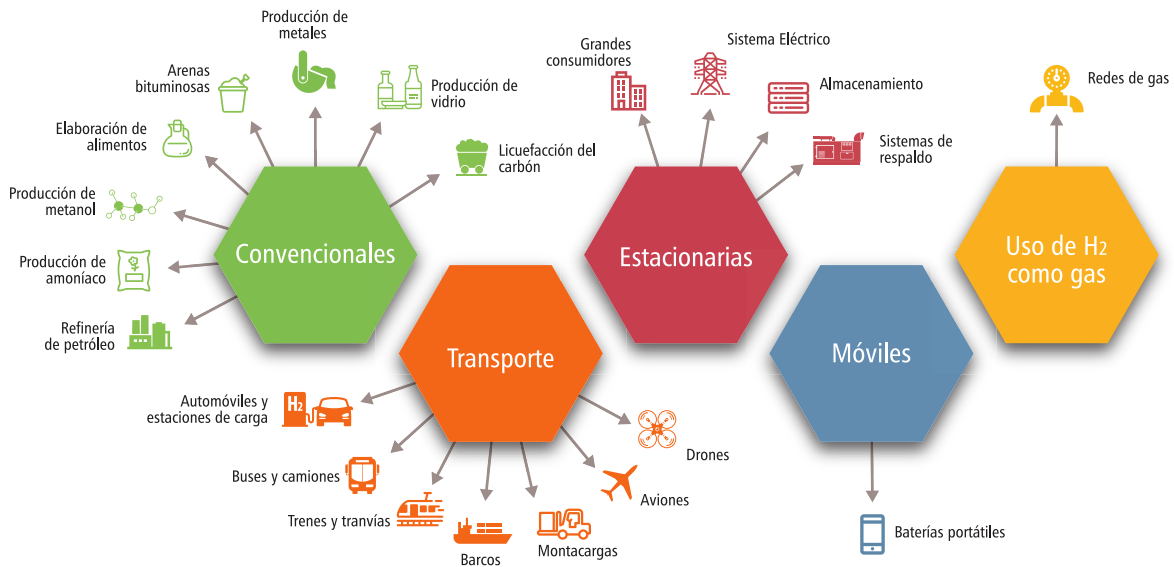 Producción de
metales
Arenas
bituminosas
Producción de
vidrio
Elaboración de
alimentos
Licuefacción del
carbón
Producción de
metanol
Producción de
amoníaco
Refinería
de petróleo
Convencionales
Grandes
consumidores
Sistema Eléctrico
Almacenamiento
Sistemas de
respaldo
Estacionarias
Redes de gas
Uso de H2
como gas
Transporte
Automóviles y
estaciones de carga
H2
Buses y camiones
Trenes y tranvías
Barcos
Montacargas
Aviones
Drones
Móviles
Baterías portátiles